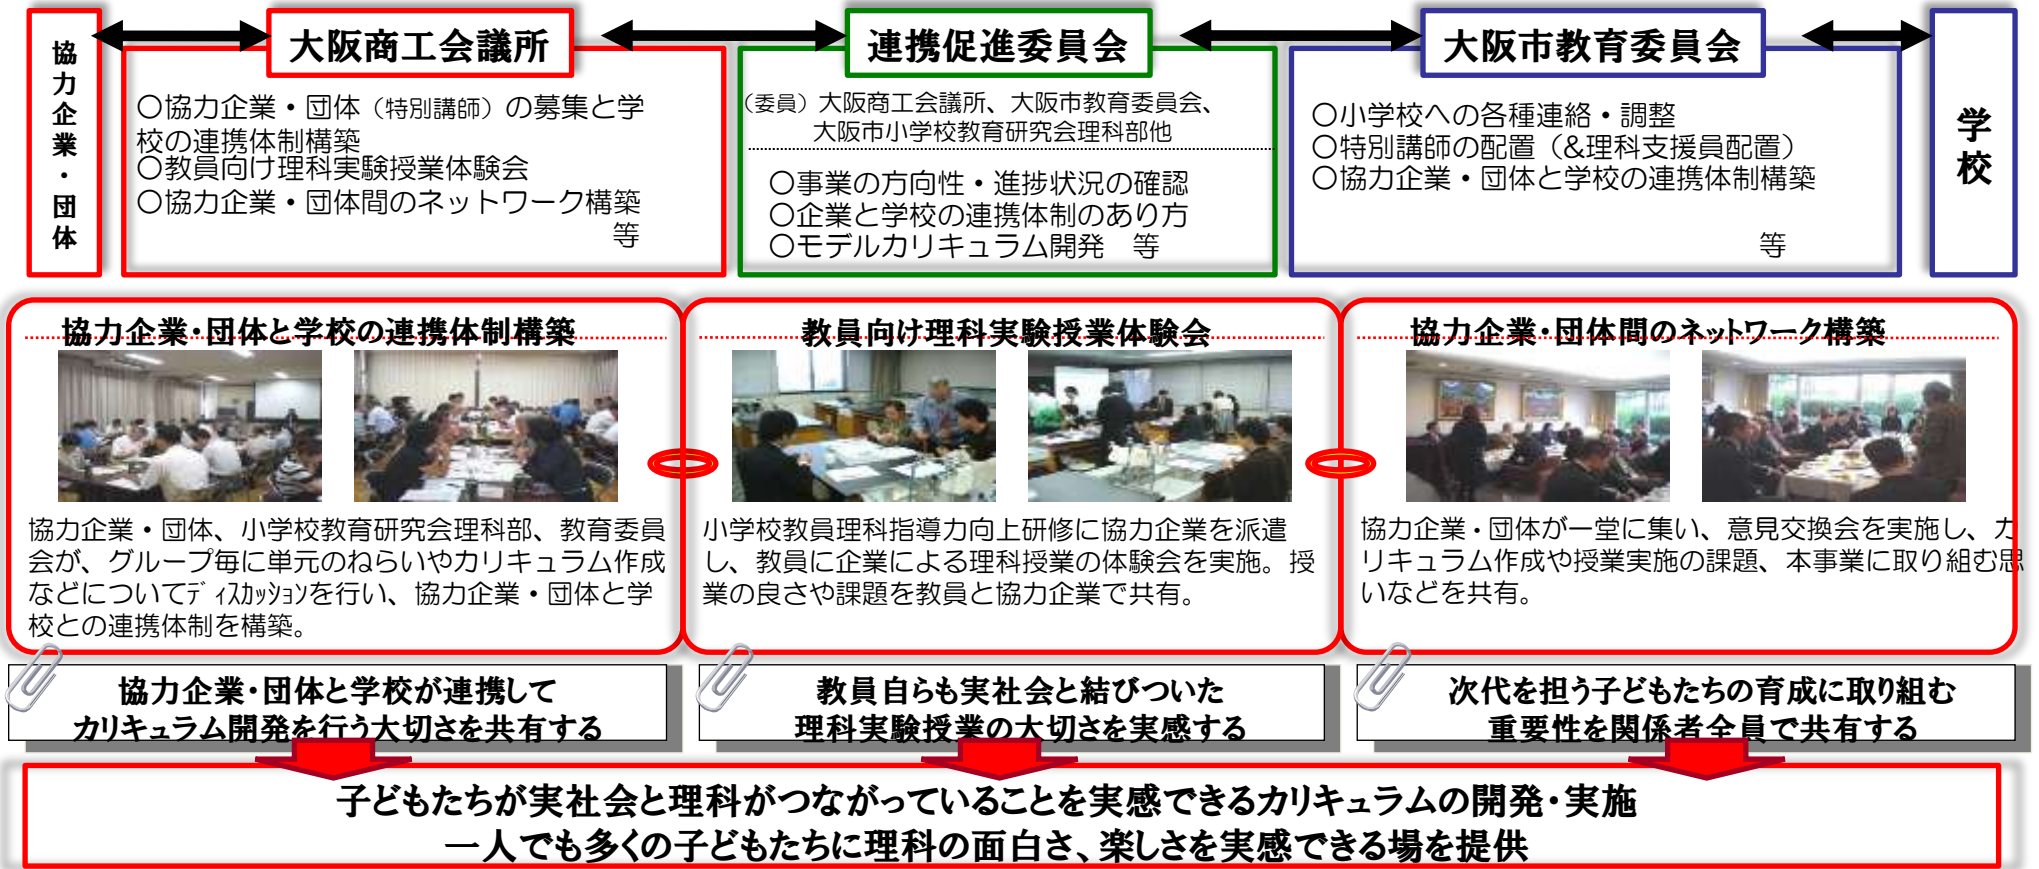 協力企業・団体
大阪商工会議所
〇協力企業・団体（特別講師）の募集と学
校の連携体制構築
〇教員向け理科実験授業体験会
〇協力企業・団体間のネットワーク構築
等
連携促進委員会
（委員）大阪商工会議所、大阪市教育委員会、
大阪市小学校教育研究会理科部他
〇事業の方向性・進捗状況の確認
〇企業と学校の連携体制のあり方
〇モデルカリキュラム開発　等
大阪市教育委員会
〇小学校への各種連絡・調整
〇特別講師の配置（&理科支援員配置）
〇協力企業・団体と学校の連携体制構築
等
学校
協力企業・団体と学校の連携体制構築
協力企業・団体、小学校教育研究会理科部、教育委員
会が、グループ毎に単元のねらいやカリキュラム作成
などについてﾃﾞｨｽｶｯｼｮﾝを行い、協力企業・団体と学
校との連携体制を構築。
教員向け理科実験授業体験会
小学校教員理科指導力向上研修に協力企業を派遣
し、教員に企業による理科授業の体験会を実施。授
業の良さや課題を教員と協力企業で共有。
協力企業・団体間のネットワーク構築
協力企業・団体が一堂に集い、意見交換会を実施し、カ
リキュラム作成や授業実施の課題、本事業に取り組む思
いなどを共有。
協力企業・団体と学校が連携して
カリキュラム開発を行う大切さを共有する
教員自らも実社会と結びついた
理科実験授業の大切さを実感する
次代を担う子どもたちの育成に取り組む
重要性を関係者全員で共有する
子どもたちが実社会と理科がつながっていることを実感できるカリキュラムの開発・実施
一人でも多くの子どもたちに理科の面白さ、楽しさを実感できる場を提供